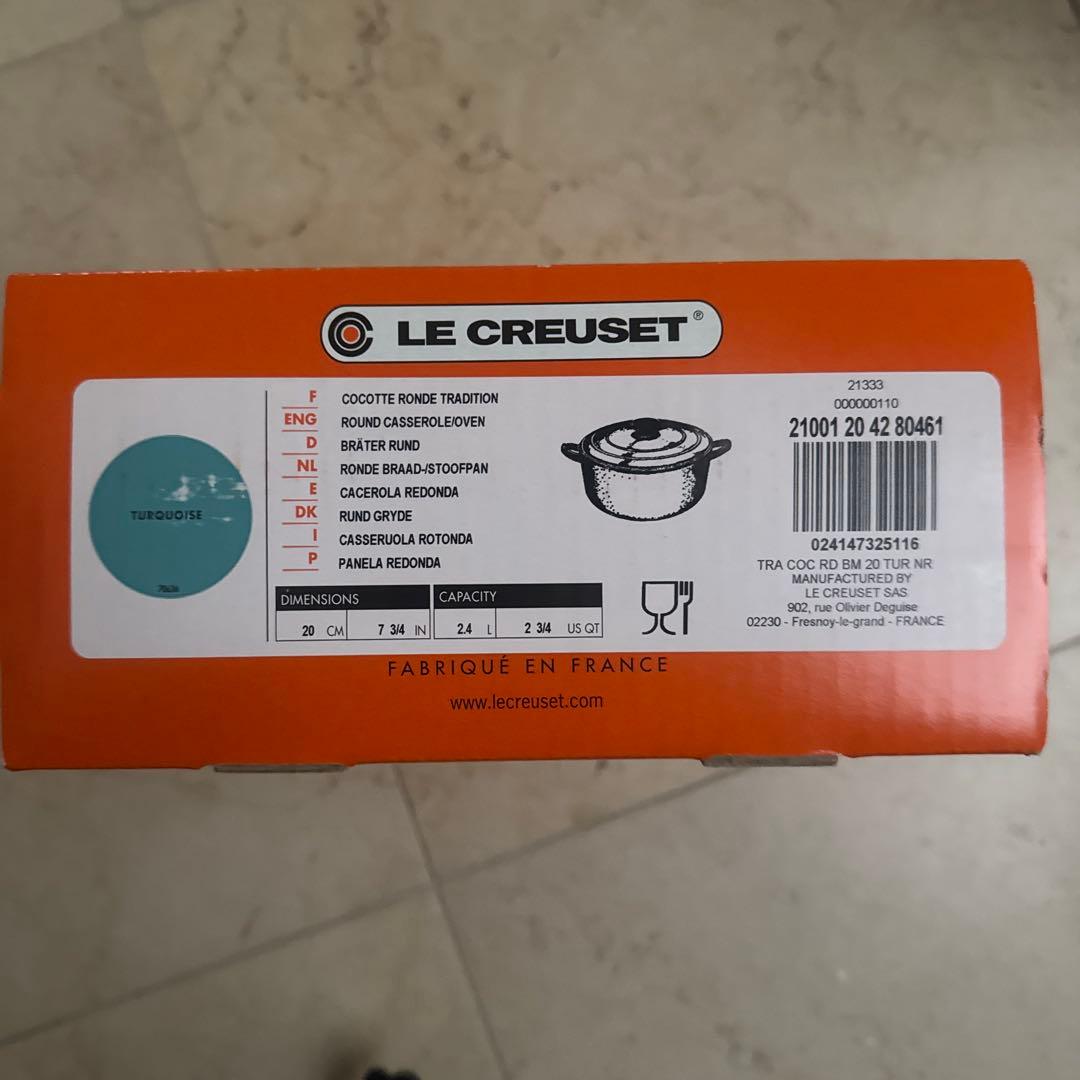 LE CREUSET®
TURQUOISE
F COCOTTE RONDE TRADITION
ENG ROUND CASSEROLE/OVEN
D BRÄTER RUND
NL RONDE BRAAD-/STOOFPAN
E CACEROLA REDONDA
DK RUND GRYDE
I CASSERUOLA ROTONDA
P PANELA REDONDA
DIMENSIONS
20 CM 7 3/4 IN
CAPACITY
2.4 L 2 3/4 US QT
21333
000000110
21001 20 42 80461
024147325116
TRA COC RD BM 20 TUR NR
MANUFACTURED BY
LE CREUSET SAS
902, rue Olivier Deguise
02230 - Fresnoy-le-grand - FRANCE
FABRIQUÉ EN FRANCE
www.lecreuset.com